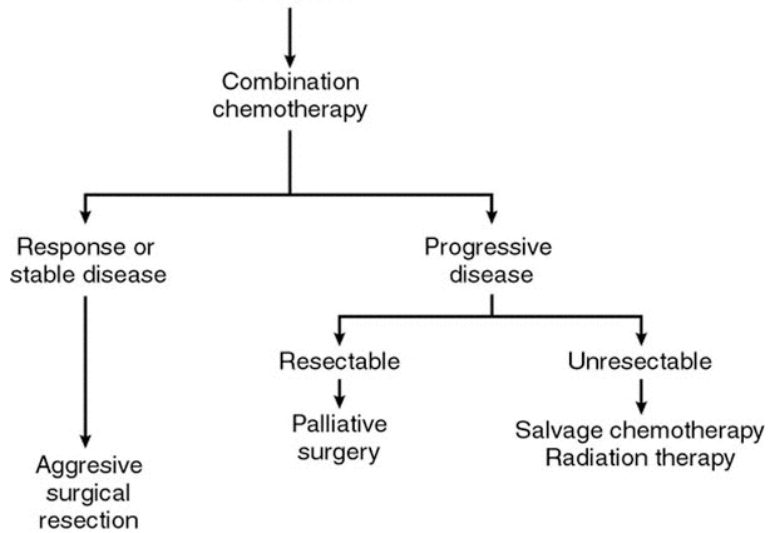 Combination
chemotherapy
Response or
stable disease
Progressive
disease
Resectable
Unresectable
Palliative
surgery
Salvage chemotherapy
Radiation therapy
Aggresive
surgical
resection